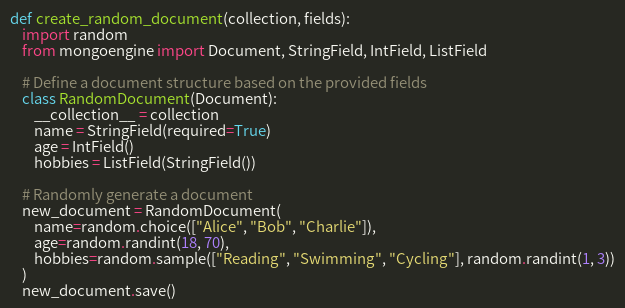 def create_random_document(collection, fields):
    import random
    from mongoengine import Document, StringField, IntField, ListField

    # Define a document structure based on the provided fields
    class RandomDocument(Document):
        __collection__ = collection
        name = StringField(required=True)
        age = IntField()
        hobbies = ListField(StringField())

    # Randomly generate a document
    new_document = RandomDocument(
        name=random.choice(["Alice", "Bob", "Charlie"]),
        age=random.randint(18, 70),
        hobbies=random.sample(["Reading", "Swimming", "Cycling"], random.randint(1, 3))
    )
    new_document.save()